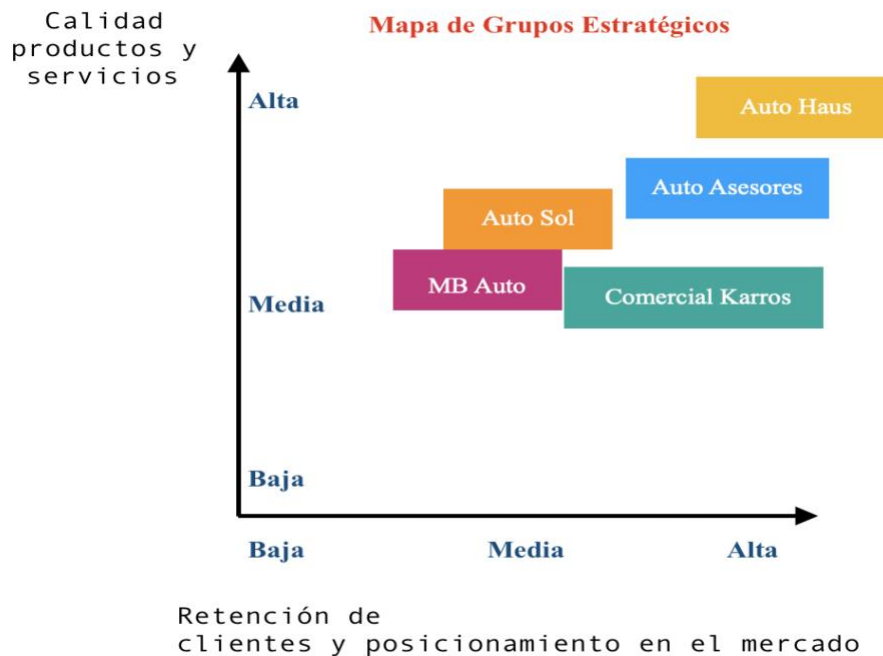 Calidad
productos y
servicios
Mapa de Grupos Estratégicos
Alta
Auto Haus
Auto Asesores
Auto Sol
MB Auto
Comercial Karros
Media
Baja
Baja
Media
Alta
Retención de
clientes y posicionamiento en el mercado